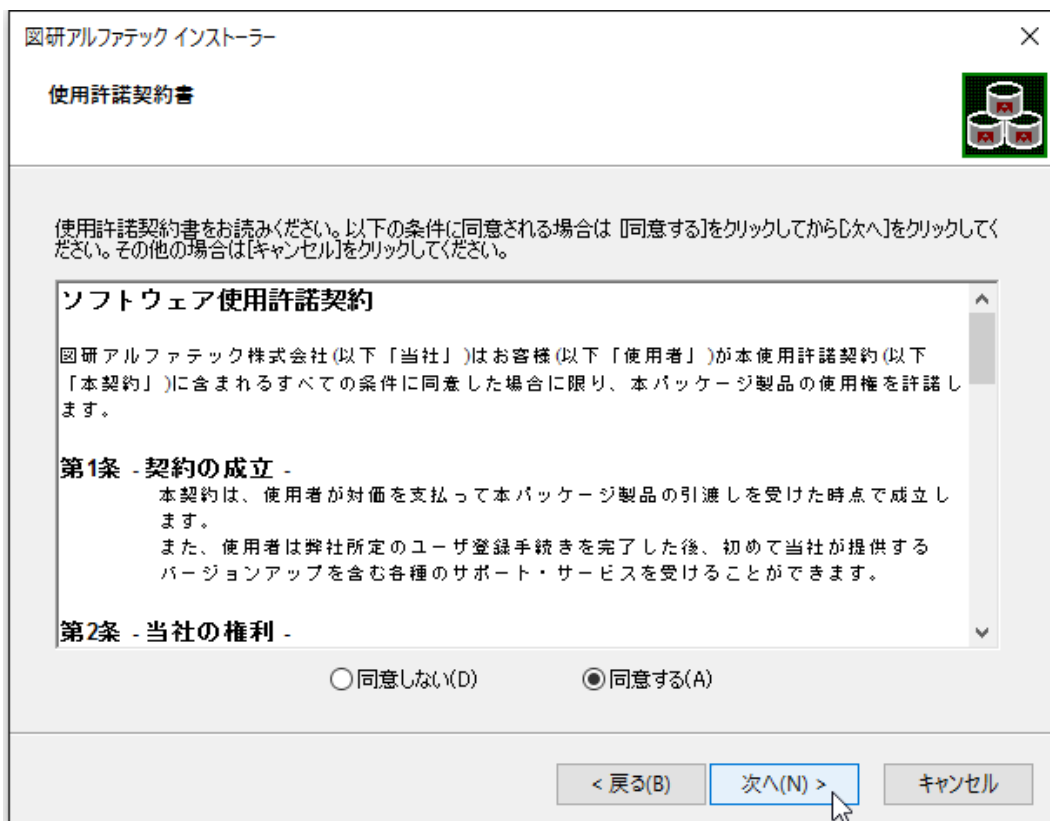 図研アルファテック インストーラー
使用許諾契約書
使用許諾契約書をお読みください。以下の条件に同意される場合は [同意する]をクリックしてから[次へ]をクリックしてく
ださい。その他の場合は[キャンセル]をクリックしてください。
ソフトウェア使用許諾契約
図研アルファテック株式会社(以下「当社」)はお客様(以下「使用者」)が本使用許諾契約(以下
「本契約」)に含まれるすべての条件に同意した場合に限り、本パッケージ製品の使用権を許諾し
ます。
第1条 - 契約の成立 -
本契約は、使用者が対価を支払って本パッケージ製品の引渡しを受けた時点で成立し
ます。
また、使用者は弊社所定のユーザ登録手続きを完了した後、初めて当社が提供する
バージョンアップを含む各種のサポート・サービスを受けることができます。
第2条 - 当社の権利 -
同意しない(D) 同意する(A)
< 戻る(B) 次へ(N) > キャンセル